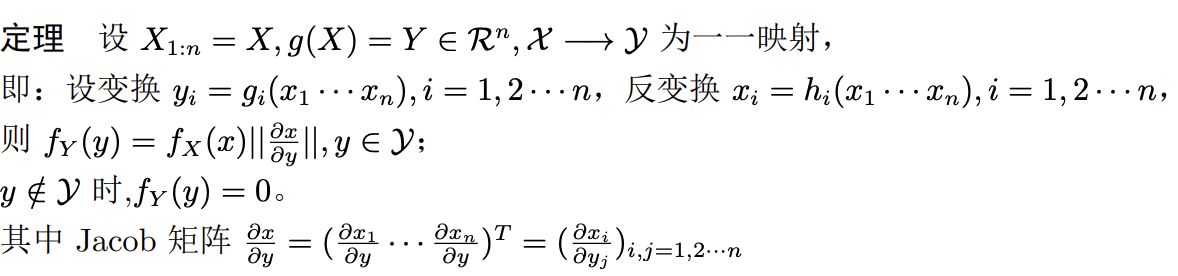 定理 设 $X_{1:n} = X, g(X) = Y \in \mathcal{R}^n, \mathcal{X} \longrightarrow \mathcal{Y}$ 为一一映射，
即：设变换 $y_i = g_i(x_1 \cdots x_n), i = 1, 2 \cdots n$，反变换 $x_i = h_i(x_1 \cdots x_n), i = 1, 2 \cdots n$，
则 $f_Y(y) = f_X(x)||\frac{\partial x}{\partial y}||, y \in \mathcal{Y}$；
$y \notin \mathcal{Y}$ 时,$f_Y(y) = 0$。
其中 Jacob 矩阵 $\frac{\partial x}{\partial y} = (\frac{\partial x_1}{\partial y} \cdots \frac{\partial x_n}{\partial y})^T = (\frac{\partial x_i}{\partial y_j})_{i,j=1,2\cdots n}$